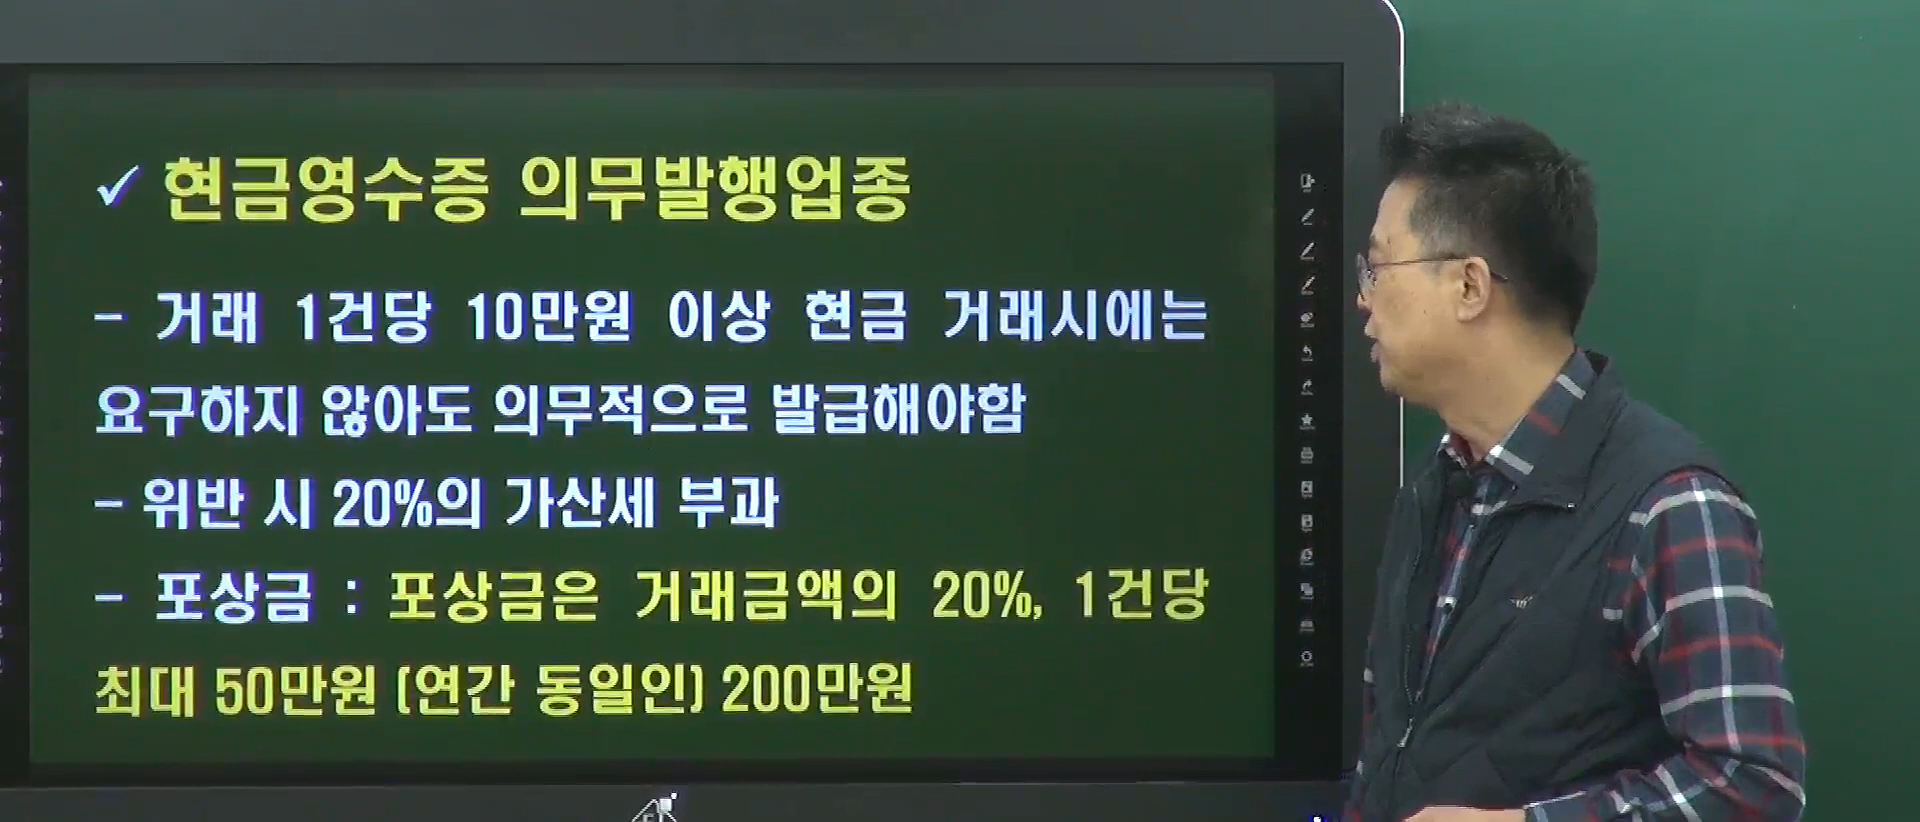 ✓ 현금영수증 의무발행업종
- 거래 1건당 10만원 이상 현금 거래시에는
요구하지 않아도 의무적으로 발급해야함
- 위반 시 20%의 가산세 부과
- 포상금 : 포상금은 거래금액의 20%, 1건당
최대 50만원 (연간 동일인) 200만원